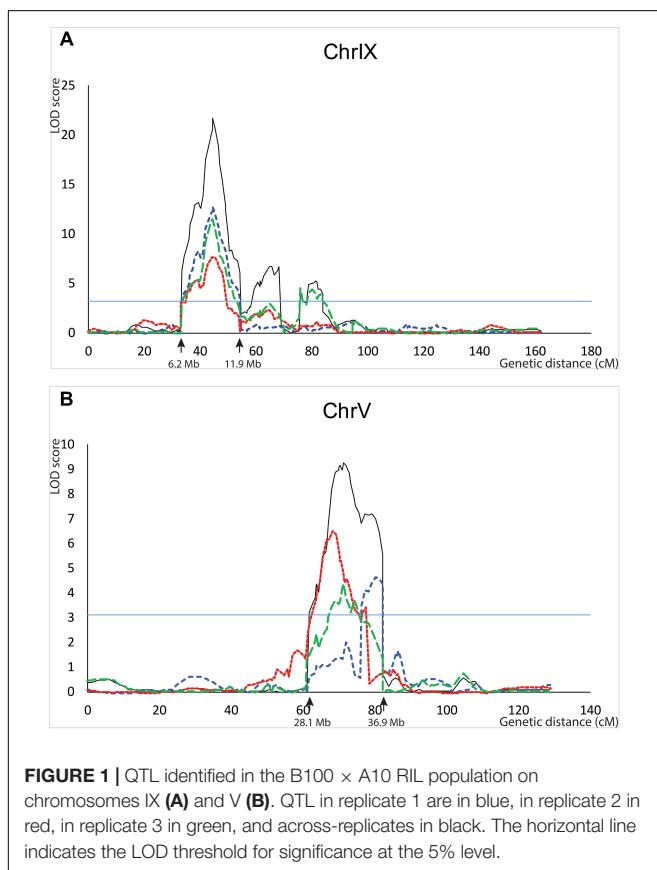 A
ChrIX
LOD score
25
20
15
10
5
0
0 20 40 60 80 100 120 140 160 180
6.2 Mb 11.9 Mb Genetic distance (cM)
B
ChrV
LOD score
10
9
8
7
6
5
4
3
2
1
0
0 20 40 60 80 100 120 140
28.1 Mb 36.9 Mb Genetic distance (cM)
FIGURE 1 | QTL identified in the B100 × A10 RIL population on
chromosomes IX (A) and V (B). QTL in replicate 1 are in blue, in replicate 2 in
red, in replicate 3 in green, and across-replicates in black. The horizontal line
indicates the LOD threshold for significance at the 5% level.